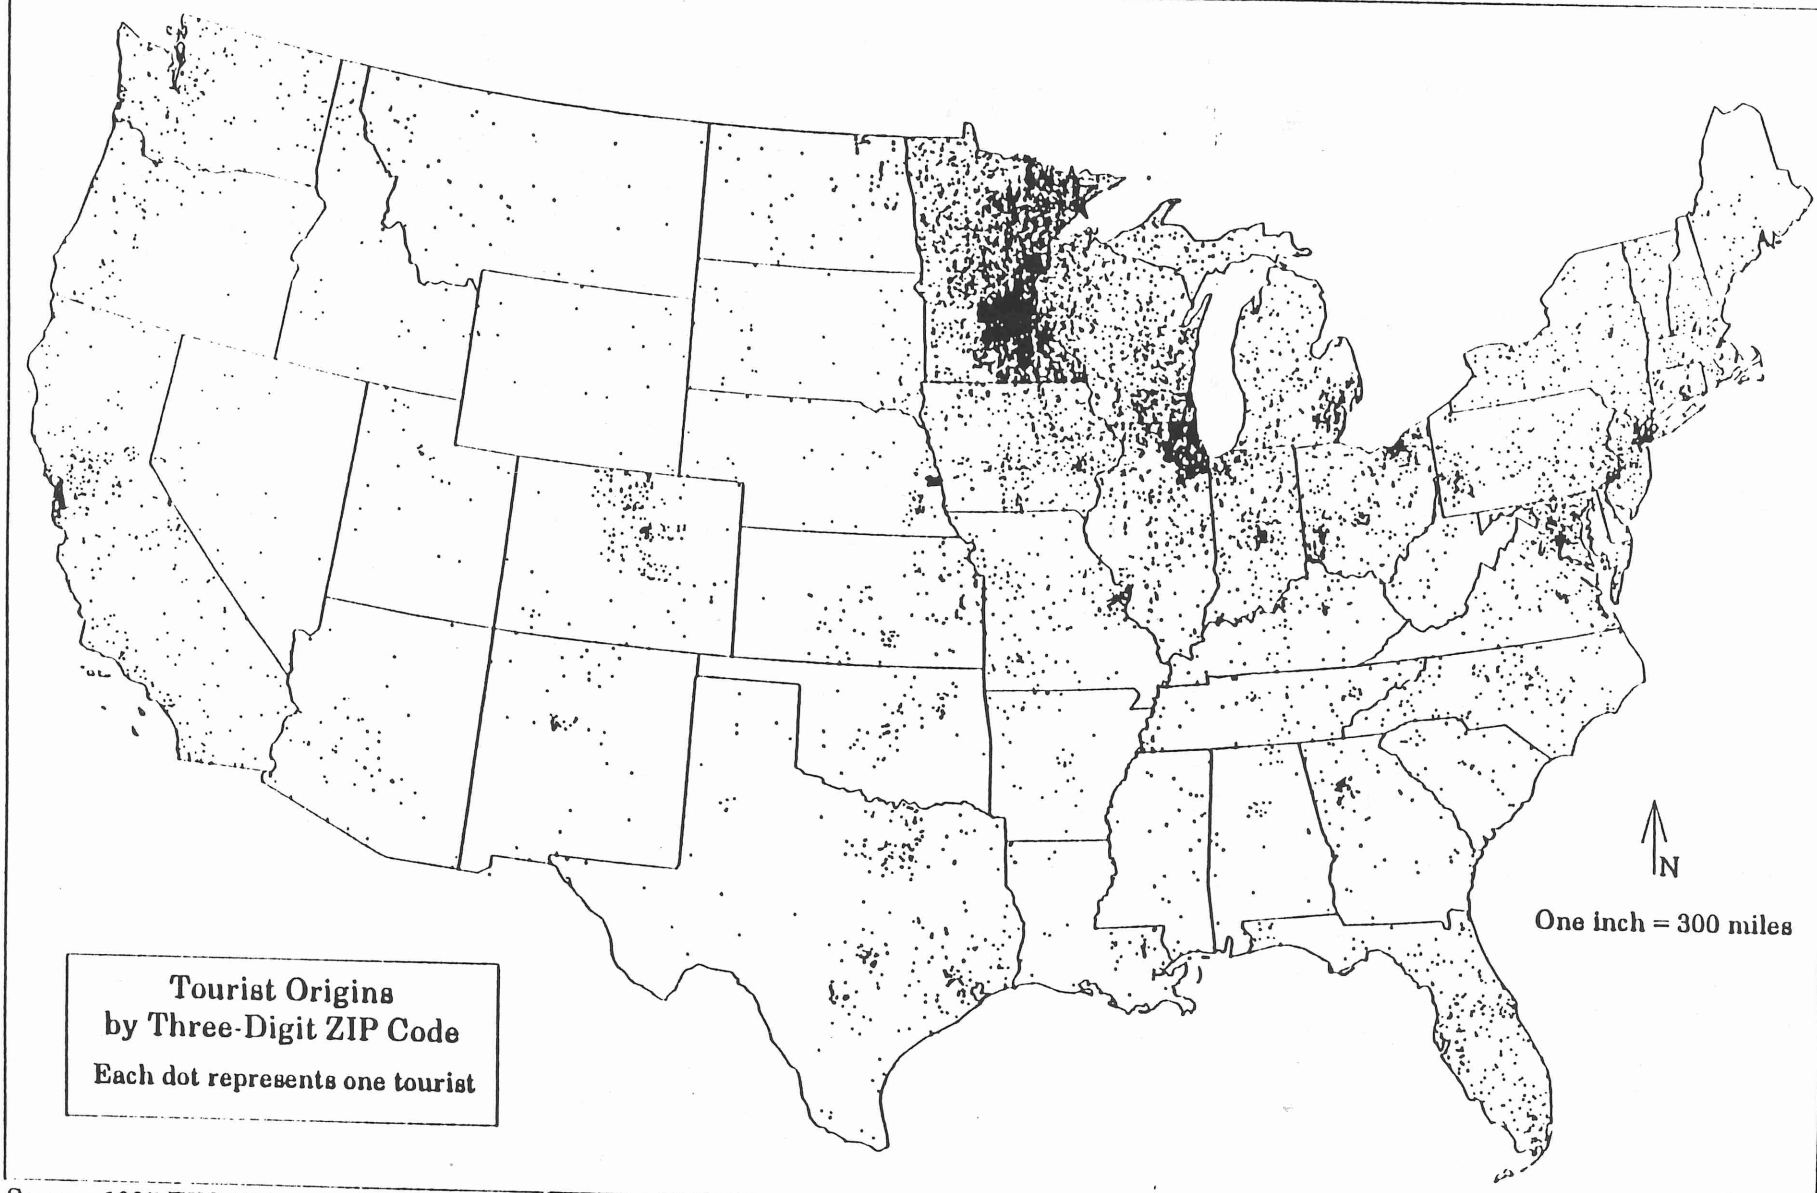 N
One inch = 300 miles
Tourist Origins
by Three-Digit ZIP Code
Each dot represents one tourist